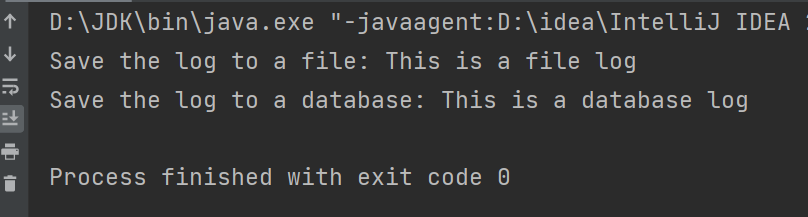 D:\JDK\bin\java.exe "-javaagent:D:\idea\IntelliJ IDEA
Save the log to a file: This is a file log
Save the log to a database: This is a database log
Process finished with exit code 0